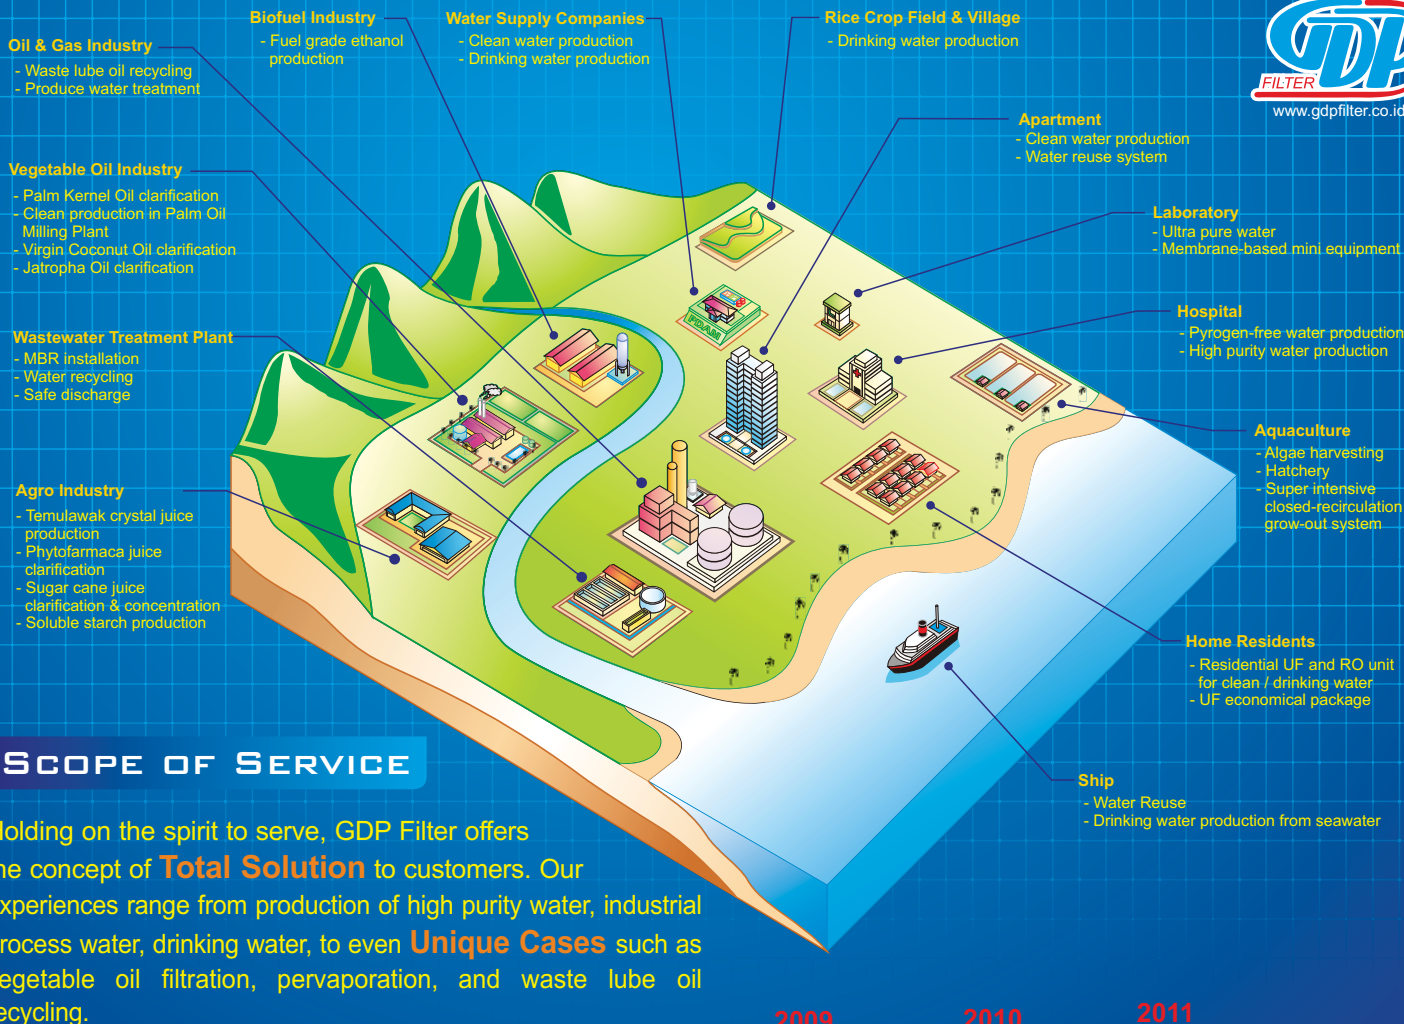 Biofuel Industry
- Fuel grade ethanol
production
Water Supply Companies
- Clean water production
- Drinking water production
Rice Crop Field & Village
- Drinking water production
GDP
FILTER
www.gdpfilter.co.id
Oil & Gas Industry
- Waste lube oil recycling
- Produce water treatment
Apartment
- Clean water production
- Water reuse system
Vegetable Oil Industry
- Palm Kernel Oil clarification
- Clean production in Palm Oil
Milling Plant
- Virgin Coconut Oil clarification
- Jatropha Oil clarification
Laboratory
- Ultra pure water
- Membrane-based mini equipment
PDAM
Hospital
- Pyrogen-free water production
- High purity water production
Wastewater Treatment Plant
- MBR installation
- Water recycling
- Safe discharge
Aquaculture
- Algae harvesting
- Hatchery
- Super intensive
closed-recirculation
grow-out system
Agro Industry
- Temulawak crystal juice
production
- Phytofarmaca juice
clarification
- Sugar cane juice
clarification & concentration
- Soluble starch production
Home Residents
- Residential UF and RO unit
for clean / drinking water
- UF economical package
Ship
- Water Reuse
- Drinking water production from seawater
SCOPE OF SERVICE
olding on the spirit to serve, GDP Filter offers
he concept of Total Solution to customers. Our
xperiences range from production of high purity water, industrial
rocess water, drinking water, to even Unique Cases such as
egetable oil filtration, pervaporation, and waste lube oil
ecycling.
2009
2010
2011